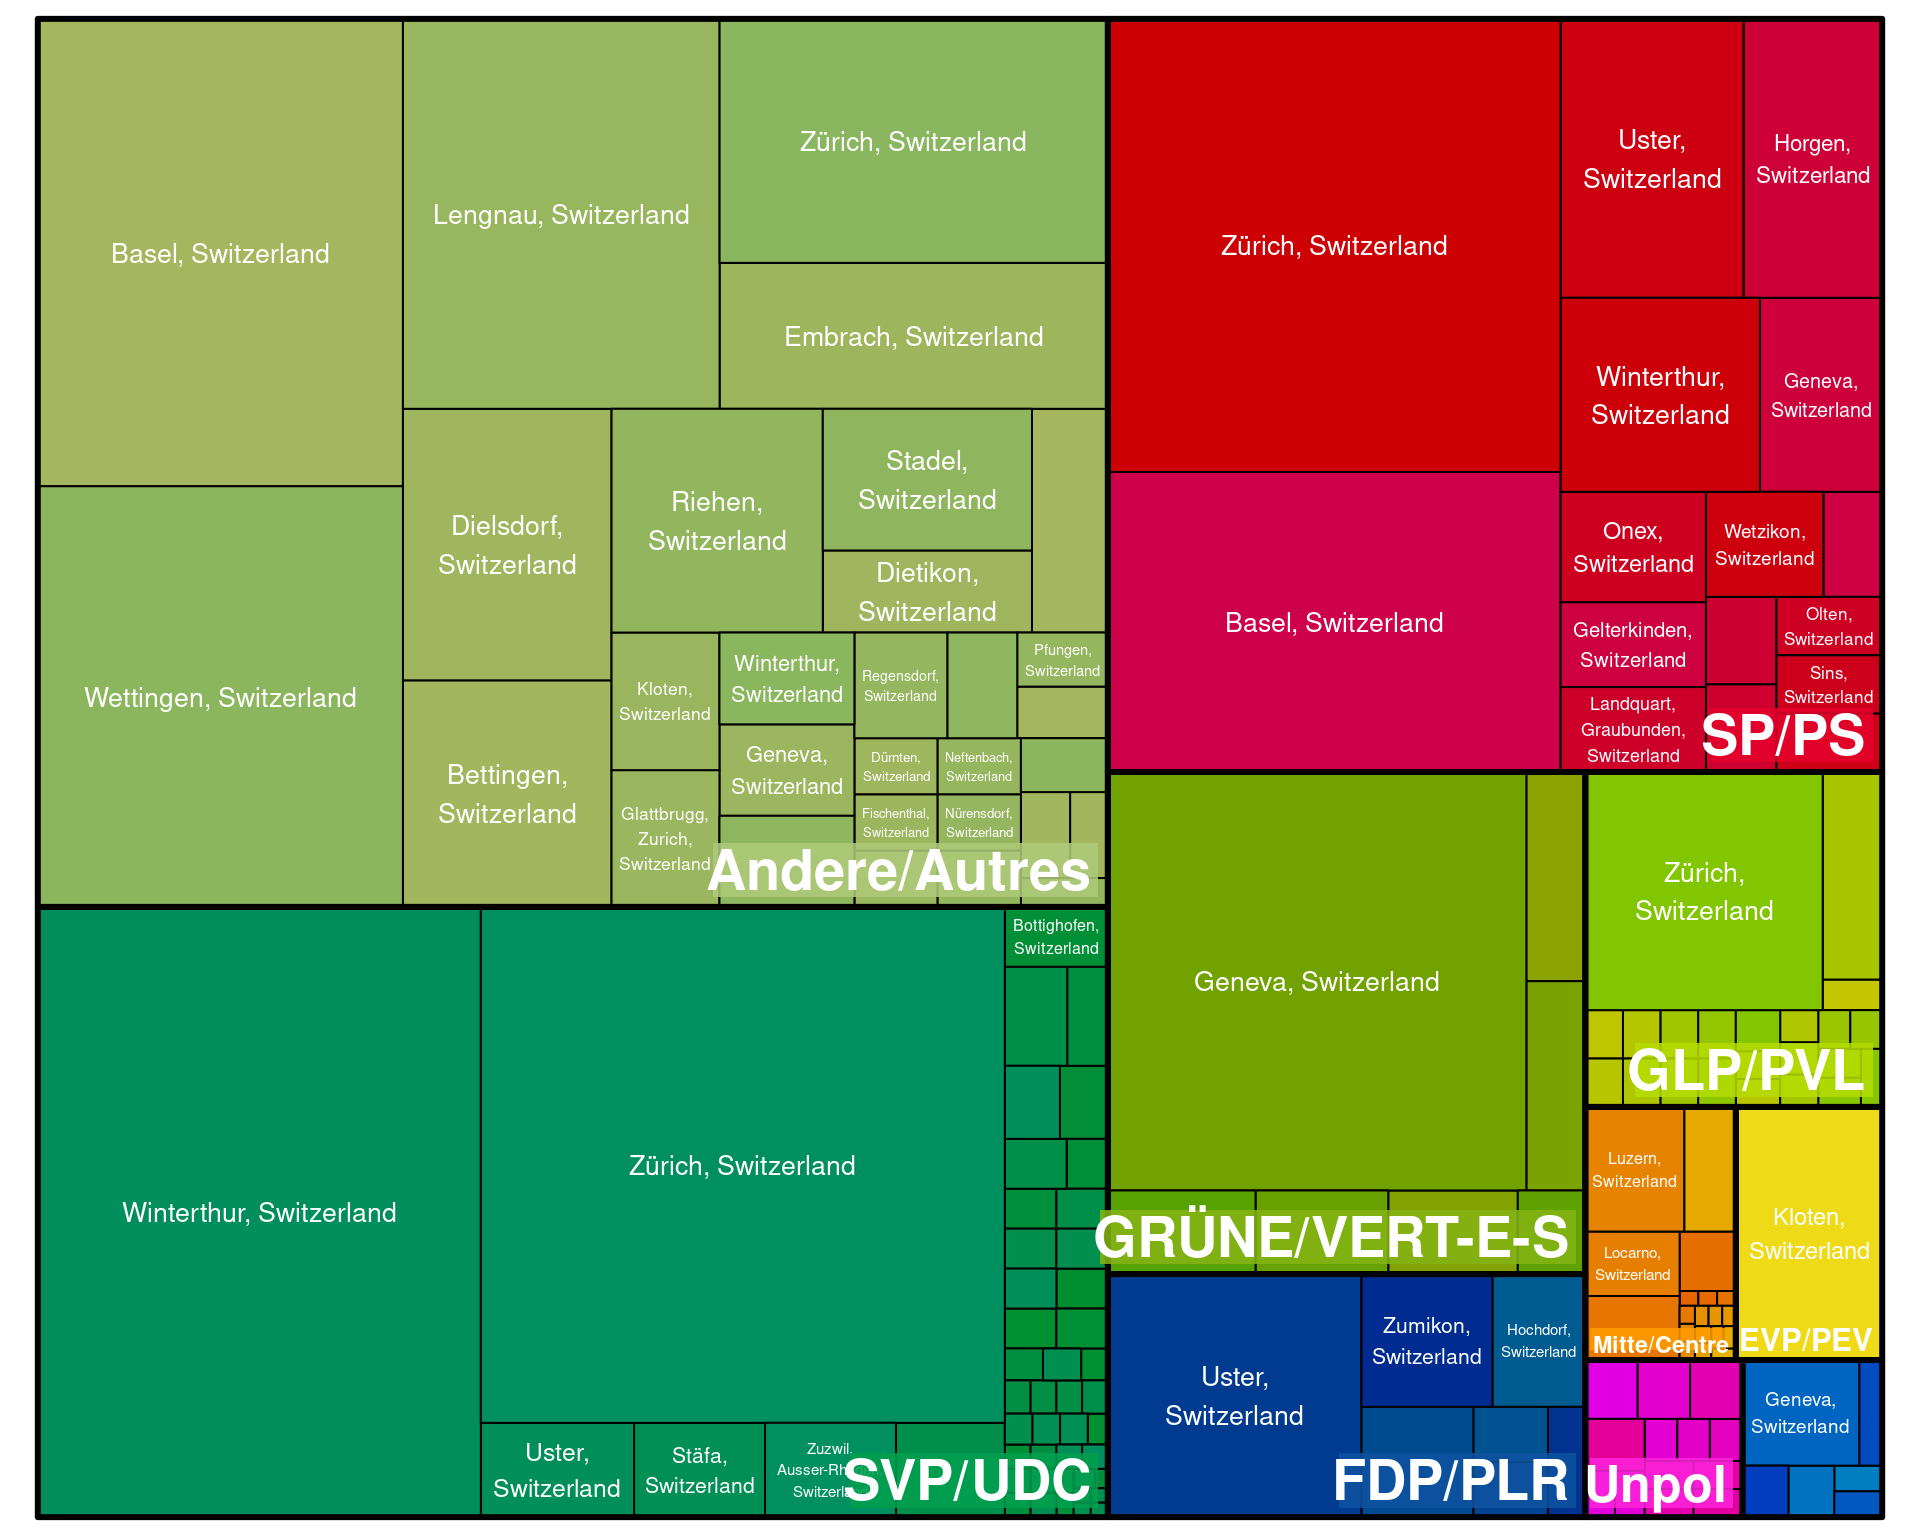 Basel, Switzerland
Lengnau, Switzerland
Zürich, Switzerland
Embrach, Switzerland
Wettingen, Switzerland
Dielsdorf,
Switzerland
Riehen,
Switzerland
Stadel,
Switzerland
Dietikon,
Switzerland
Bettingen,
Switzerland
Kloten,
Switzerland
Winterthur,
Switzerland
Regensdorf,
Switzerland
Pfungen,
Switzerland
Geneva,
Switzerland
Dürnten,
Switzerland
Neftenbach,
Switzerland
Glattbrugg,
Zurich,
Switzerland
Fischenthal,
Switzerland
Nürensdorf,
Switzerland
Andere/Autres
Zürich, Switzerland
Uster,
Switzerland
Horgen,
Switzerland
Winterthur,
Switzerland
Geneva,
Switzerland
Basel, Switzerland
Onex,
Switzerland
Wetzikon,
Switzerland
Gelterkinden,
Switzerland
Olten,
Switzerland
Sins,
Switzerland
Landquart,
Graubunden,
Switzerland
SP/PS
Winterthur, Switzerland
Zürich, Switzerland
Bottighofen,
Switzerland
Uster,
Switzerland
Stäfa,
Switzerland
Zuzwil,
SVP/UDC
Geneva, Switzerland
GRÜNE/VERT-E-S
Zürich,
Switzerland
GLP/PVL
Luzern,
Switzerland
Locarno,
Switzerland
Mitte/Centre
Kloten,
Switzerland
EVP/PEV
Uster,
Switzerland
Zumikon,
Switzerland
Hochdorf,
Switzerland
FDP/PLR
Unpol
Geneva,
Switzerland